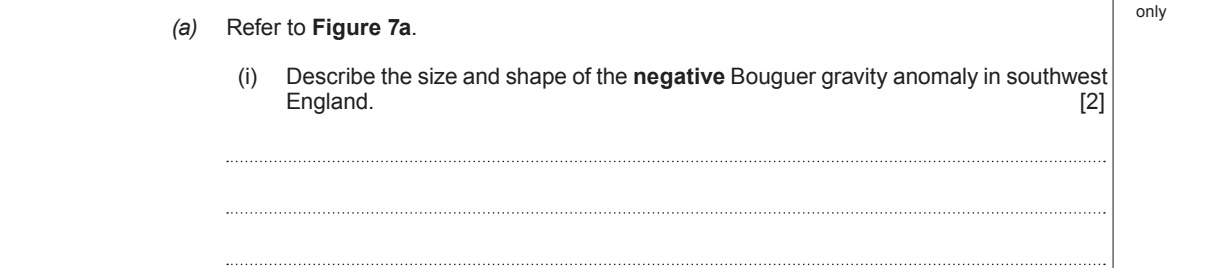 only
(a) Refer to Figure 7a.
(i) Describe the size and shape of the negative Bouguer gravity anomaly in southwest
England. [2]